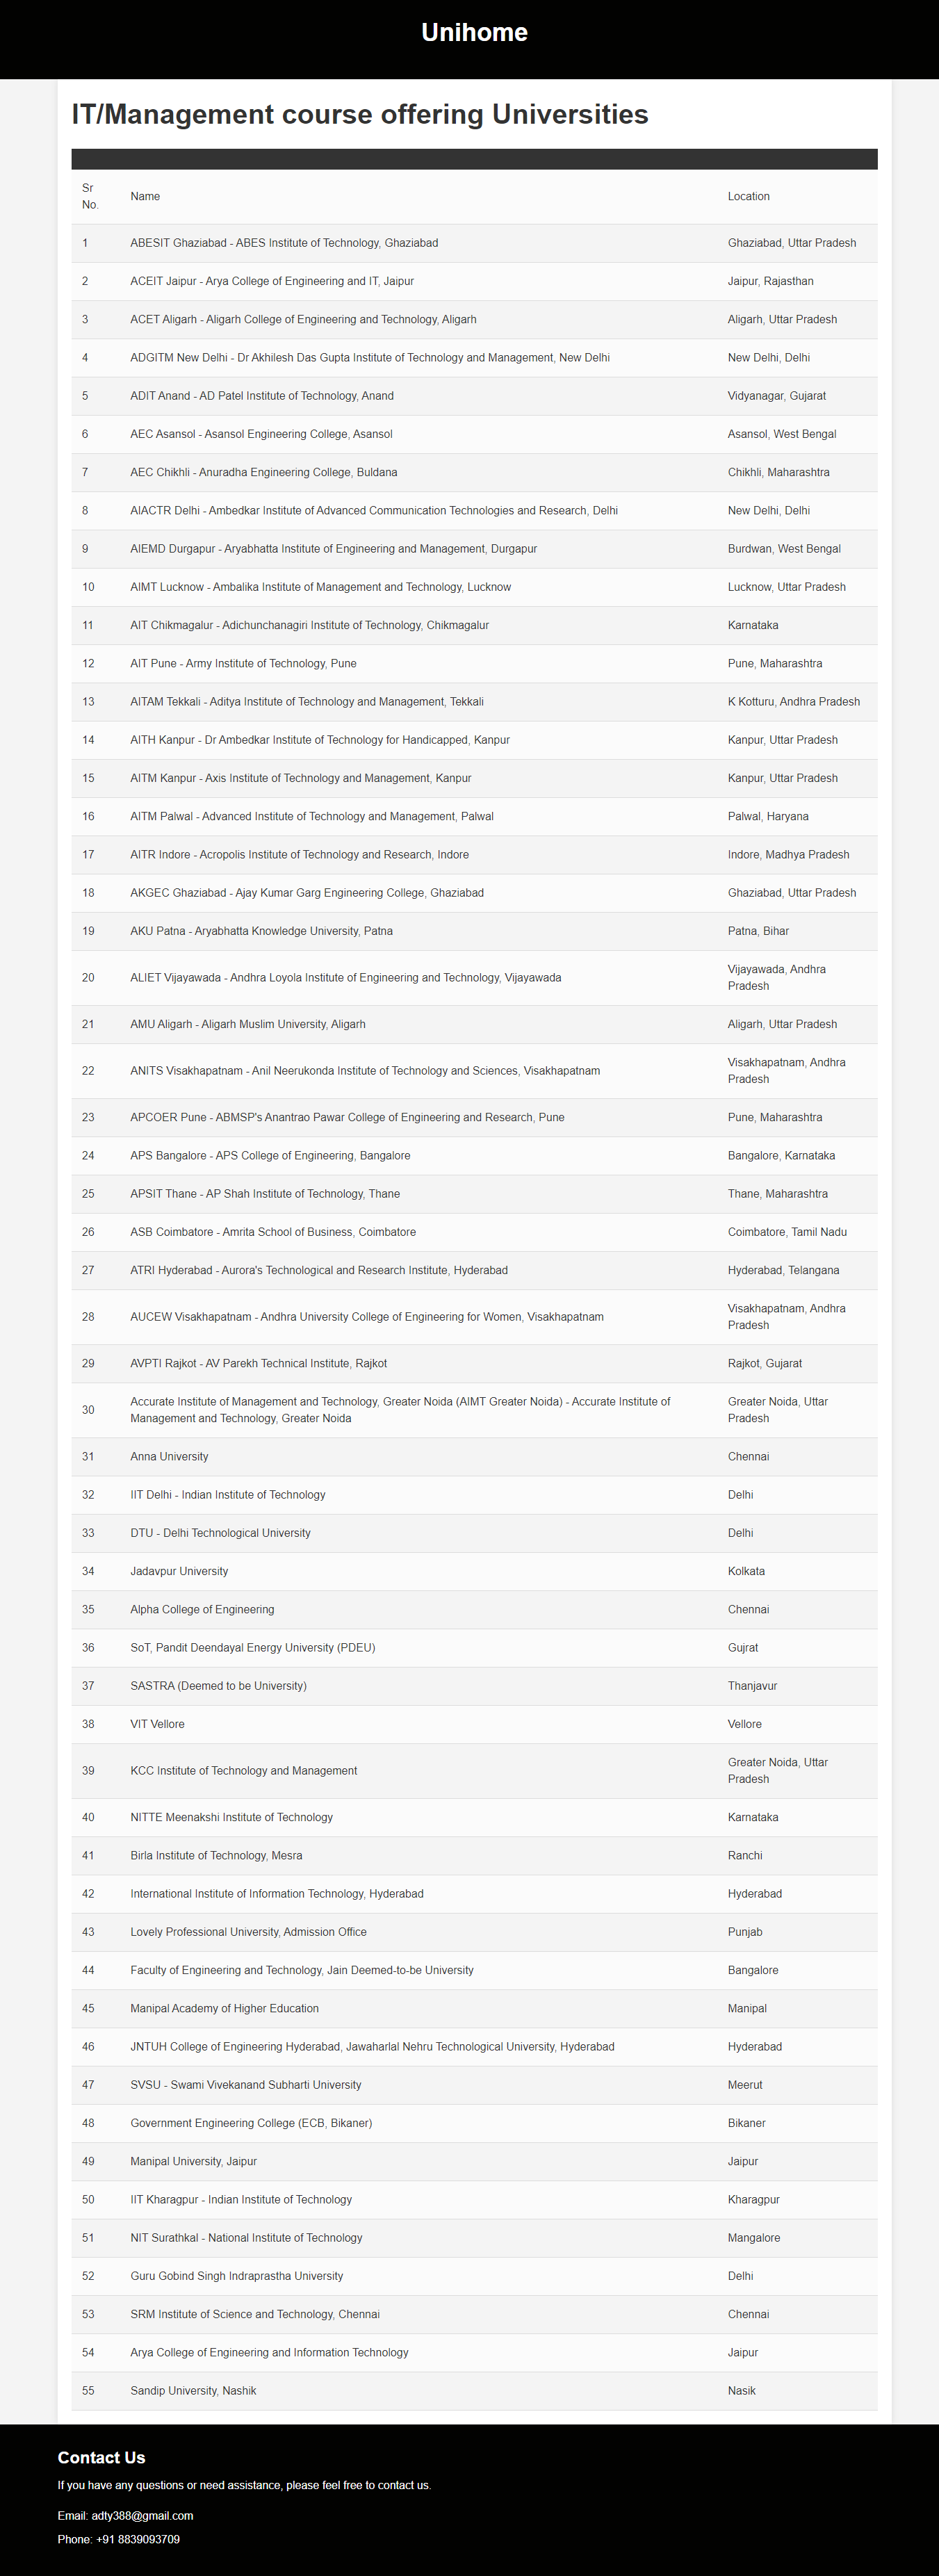 Unihome
IT/Management course offering Universities
Sr
No.
Name
Location
1 ABESIT Ghaziabad - ABES Institute of Technology, Ghaziabad Ghaziabad, Uttar Pradesh
2 ACEIT Jaipur - Arya College of Engineering and IT, Jaipur Jaipur, Rajasthan
3 ACET Aligarh - Aligarh College of Engineering and Technology, Aligarh Aligarh, Uttar Pradesh
4 ADGITM New Delhi - Dr Akhilesh Das Gupta Institute of Technology and Management, New Delhi New Delhi, Delhi
5 ADIT Anand - AD Patel Institute of Technology, Anand Vidyanagar, Gujarat
6 AEC Asansol - Asansol Engineering College, Asansol Asansol, West Bengal
7 AEC Chikhli - Anuradha Engineering College, Buldana Chikhli, Maharashtra
8 AIACTR Delhi - Ambedkar Institute of Advanced Communication Technologies and Research, Delhi New Delhi, Delhi
9 AIEMD Durgapur - Aryabhatta Institute of Engineering and Management, Durgapur Burdwan, West Bengal
10 AIMT Lucknow - Ambalika Institute of Management and Technology, Lucknow Lucknow, Uttar Pradesh
11 AIT Chikmagalur - Adichunchanagiri Institute of Technology, Chikmagalur Karnataka
12 AIT Pune - Army Institute of Technology, Pune Pune, Maharashtra
13 AITAM Tekkali - Aditya Institute of Technology and Management, Tekkali K Kotturu, Andhra Pradesh
14 AITH Kanpur - Dr Ambedkar Institute of Technology for Handicapped, Kanpur Kanpur, Uttar Pradesh
15 AITM Kanpur - Axis Institute of Technology and Management, Kanpur Kanpur, Uttar Pradesh
16 AITM Palwal - Advanced Institute of Technology and Management, Palwal Palwal, Haryana
17 AITR Indore - Acropolis Institute of Technology and Research, Indore Indore, Madhya Pradesh
18 AKGEC Ghaziabad - Ajay Kumar Garg Engineering College, Ghaziabad Ghaziabad, Uttar Pradesh
19 AKU Patna - Aryabhatta Knowledge University, Patna Patna, Bihar
20 ALIET Vijayawada - Andhra Loyola Institute of Engineering and Technology, Vijayawada Vijayawada, Andhra
Pradesh
21 AMU Aligarh - Aligarh Muslim University, Aligarh Aligarh, Uttar Pradesh
22 ANITS Visakhapatnam - Anil Neerukonda Institute of Technology and Sciences, Visakhapatnam Visakhapatnam, Andhra
Pradesh
23 APCOER Pune - ABMSP's Anantrao Pawar College of Engineering and Research, Pune Pune, Maharashtra
24 APS Bangalore - APS College of Engineering, Bangalore Bangalore, Karnataka
25 APSIT Thane - AP Shah Institute of Technology, Thane Thane, Maharashtra
26 ASB Coimbatore - Amrita School of Business, Coimbatore Coimbatore, Tamil Nadu
27 ATRI Hyderabad - Aurora's Technological and Research Institute, Hyderabad Hyderabad, Telangana
28 AUCEW Visakhapatnam - Andhra University College of Engineering for Women, Visakhapatnam Visakhapatnam, Andhra
Pradesh
29 AVPTI Rajkot - AV Parekh Technical Institute, Rajkot Rajkot, Gujarat
30 Accurate Institute of Management and Technology, Greater Noida (AIMT Greater Noida) - Accurate Institute of Greater Noida, Uttar
Management and Technology, Greater Noida Pradesh
31 Anna University Chennai
32 IIT Delhi - Indian Institute of Technology Delhi
33 DTU - Delhi Technological University Delhi
34 Jadavpur University Kolkata
35 Alpha College of Engineering Chennai
36 SoT, Pandit Deendayal Energy University (PDEU) Gujrat
37 SASTRA (Deemed to be University) Thanjavur
38 VIT Vellore Vellore
39 KCC Institute of Technology and Management Greater Noida, Uttar
Pradesh
40 NITTE Meenakshi Institute of Technology Karnataka
41 Birla Institute of Technology, Mesra Ranchi
42 International Institute of Information Technology, Hyderabad Hyderabad
43 Lovely Professional University, Admission Office Punjab
44 Faculty of Engineering and Technology, Jain Deemed-to-be University Bangalore
45 Manipal Academy of Higher Education Manipal
46 JNTUH College of Engineering Hyderabad, Jawaharlal Nehru Technological University, Hyderabad Hyderabad
47 SVSU - Swami Vivekanand Subharti University Meerut
48 Government Engineering College (ECB, Bikaner) Bikaner
49 Manipal University, Jaipur Jaipur
50 IIT Kharagpur - Indian Institute of Technology Kharagpur
51 NIT Surathkal - National Institute of Technology Mangalore
52 Guru Gobind Singh Indraprastha University Delhi
53 SRM Institute of Science and Technology, Chennai Chennai
54 Arya College of Engineering and Information Technology Jaipur
55 Sandip University, Nashik Nasik
Contact Us
If you have any questions or need assistance, please feel free to contact us.
Email: adty388@gmail.com
Phone: +91 8839093709